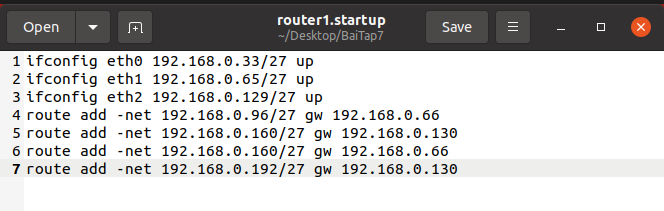 Open
router1.startup
~/Desktop/BaiTap7
Save
1 ifconfig eth0 192.168.0.33/27 up
2 ifconfig eth1 192.168.0.65/27 up
3 ifconfig eth2 192.168.0.129/27 up
4 route add -net 192.168.0.96/27 gw 192.168.0.66
5 route add -net 192.168.0.160/27 gw 192.168.0.130
6 route add -net 192.168.0.160/27 gw 192.168.0.66
7 route add -net 192.168.0.192/27 gw 192.168.0.130